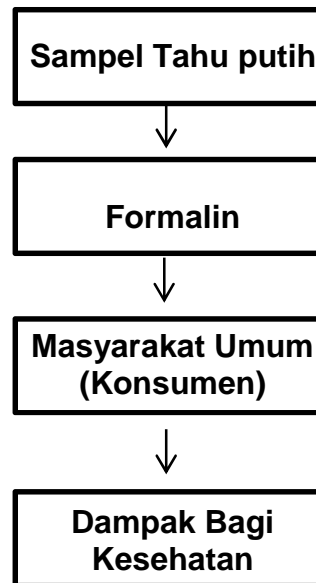 Sampel Tahu putih
Formalin
Masyarakat Umum
(Konsumen)
Dampak Bagi
Kesehatan